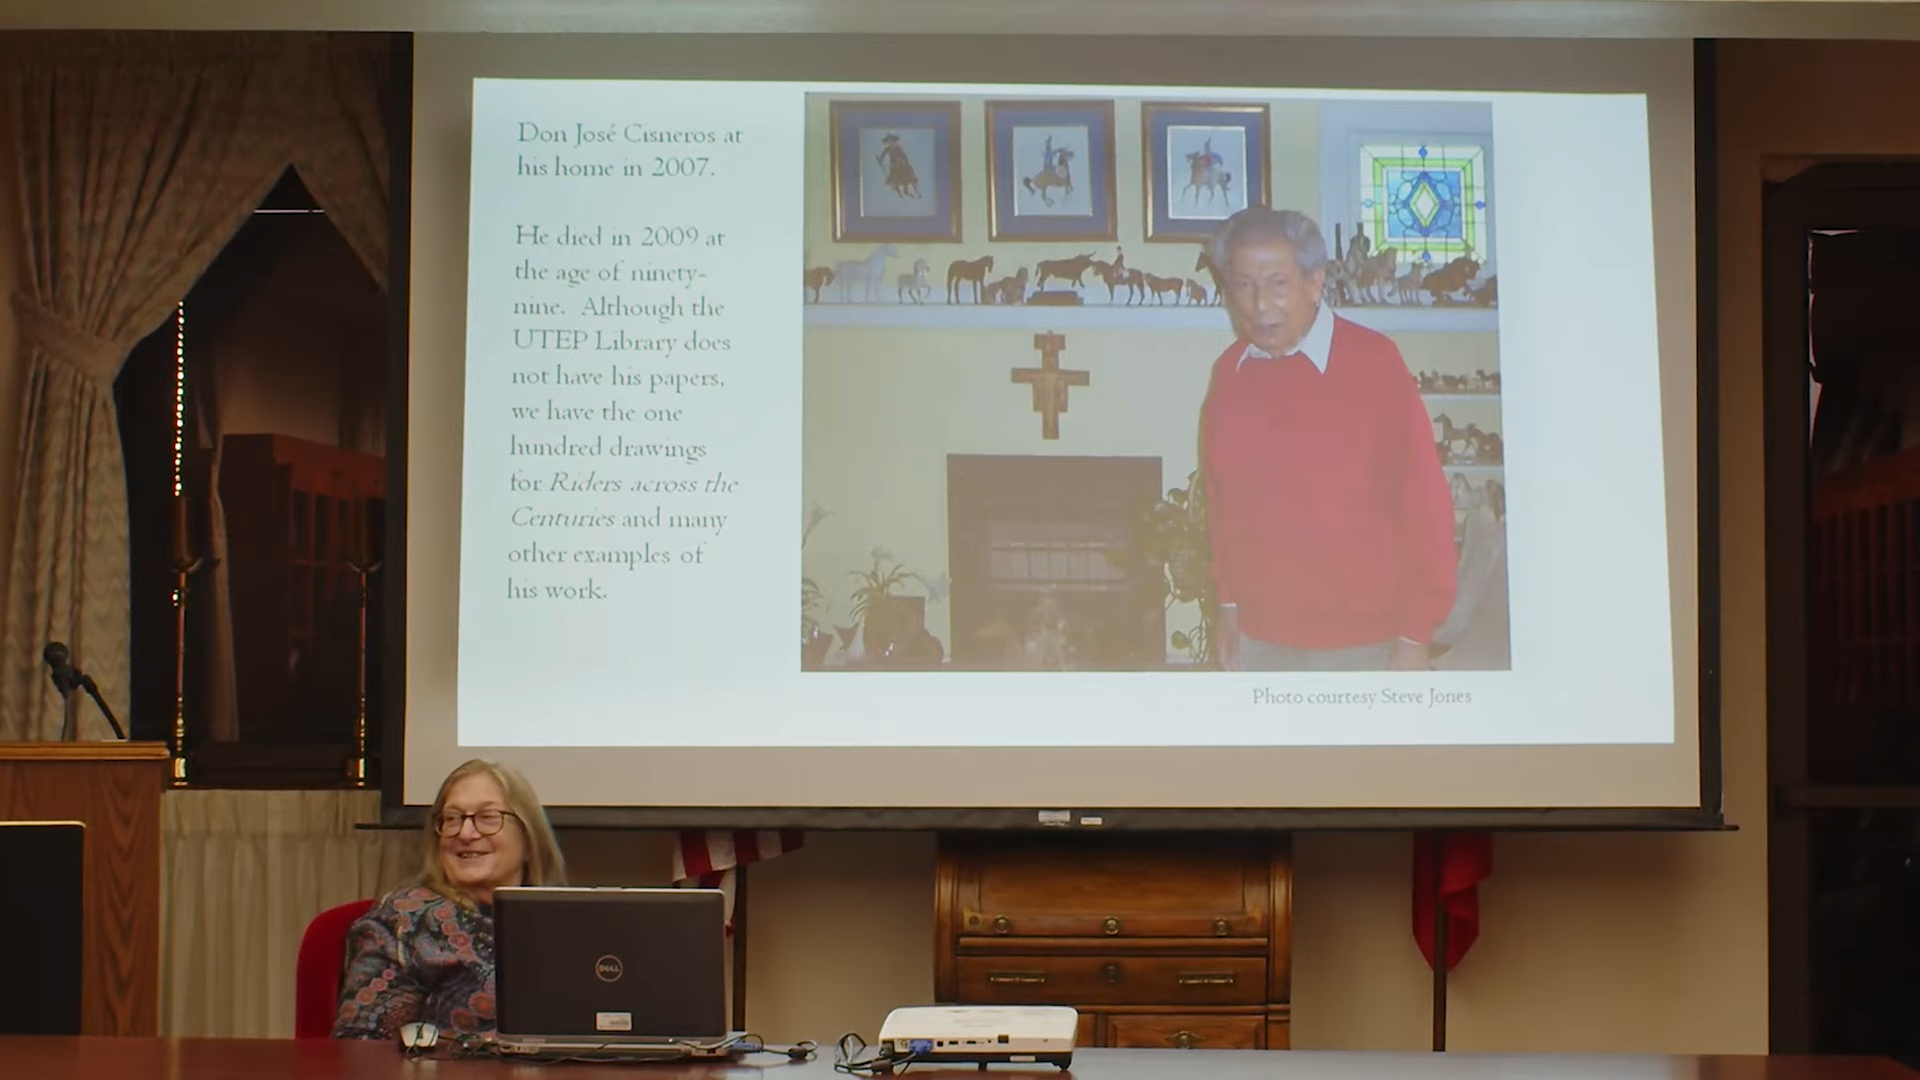 Don José Cisneros at
his home in 2007.
He died in 2009 at
the age of ninety-
nine. Although the
UTEP Library does
not have his papers,
we have the one
hundred drawings
for Riders across the
Centuries and many
other examples of
his work.
Photo courtesy Steve Jones
DELL